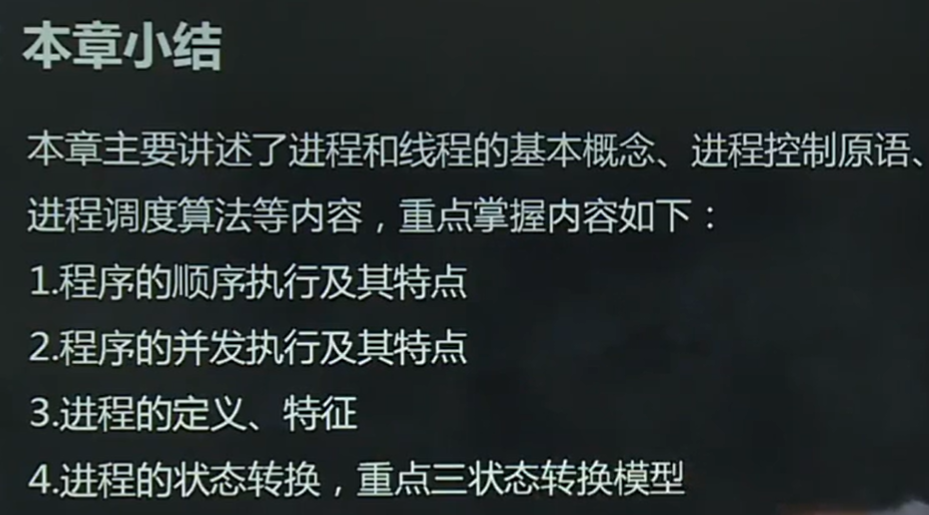 本章小结
本章主要讲述了进程和线程的基本概念、进程控制原语、
进程调度算法等内容，重点掌握内容如下：
1.程序的顺序执行及其特点
2.程序的并发执行及其特点
3.进程的定义、特征
4.进程的状态转换，重点三状态转换模型